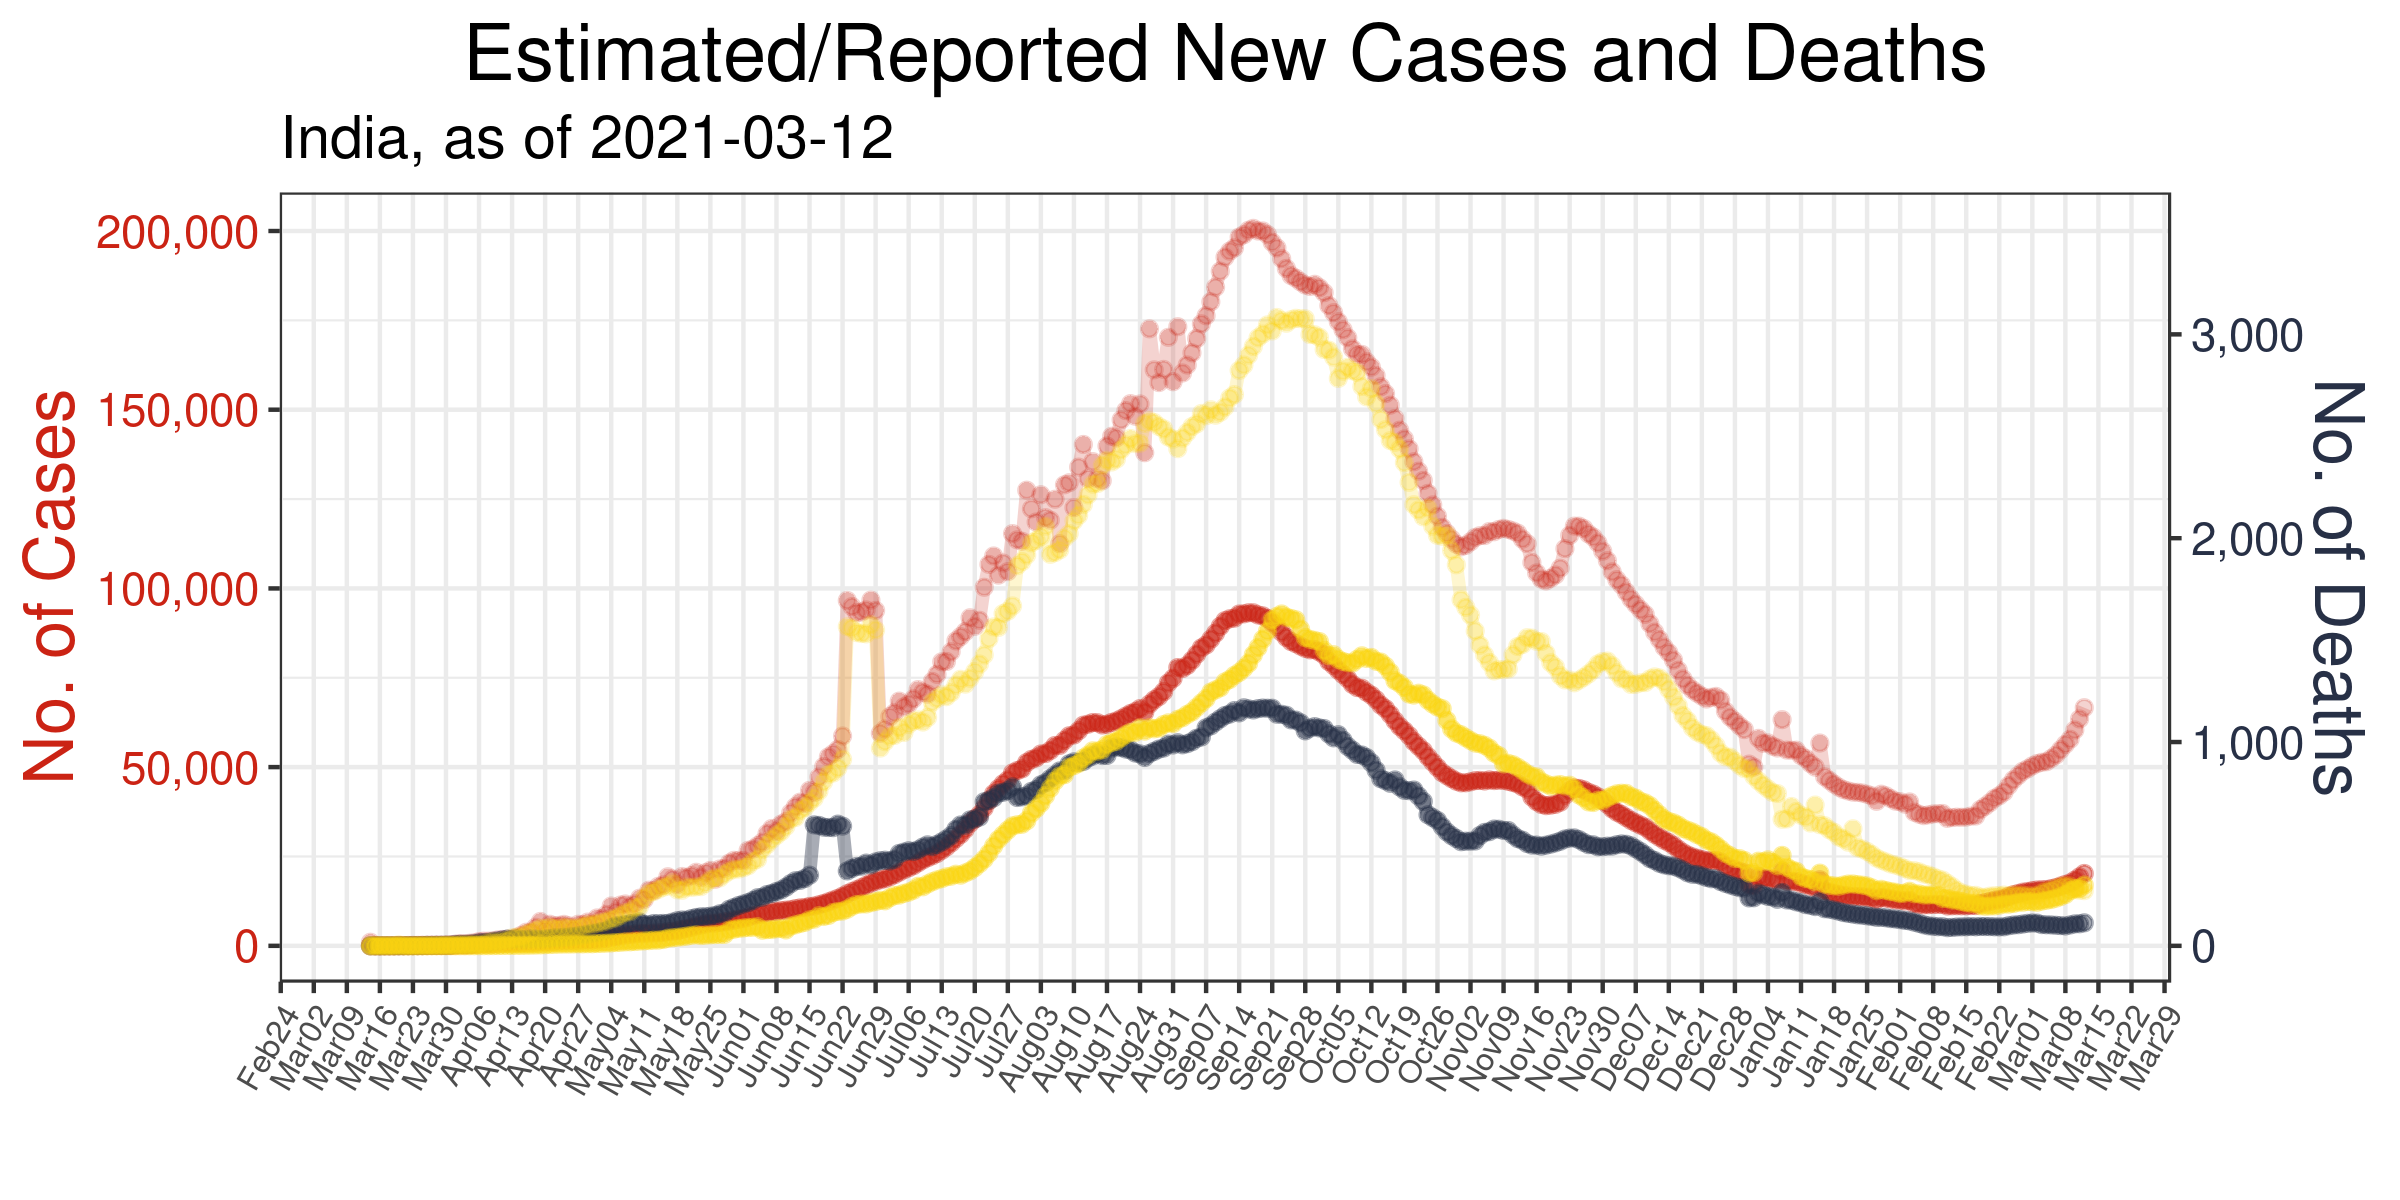 Estimated/Reported New Cases and Deaths
India, as of 2021-03-12
No. of Cases
200,000
150,000
100,000
50,000
0
3,000
2,000
1,000
0
No. of Deaths
Feb24
Mar02
Mar09
Mar16
Mar23
Mar30
Apr06
Apr13
Apr20
Apr27
May04
May11
May18
May25
Jun01
Jun08
Jun15
Jun22
Jun29
Jul06
Jul13
Jul20
Jul27
Aug03
Aug10
Aug17
Aug24
Aug31
Sep07
Sep14
Sep21
Sep28
Oct05
Oct12
Oct19
Oct26
Nov02
Nov09
Nov16
Nov23
Nov30
Dec07
Dec14
Dec21
Dec28
Jan04
Jan11
Jan18
Jan25
Feb01
Feb08
Feb15
Feb22
Mar01
Mar08
Mar15
Mar22
Mar29